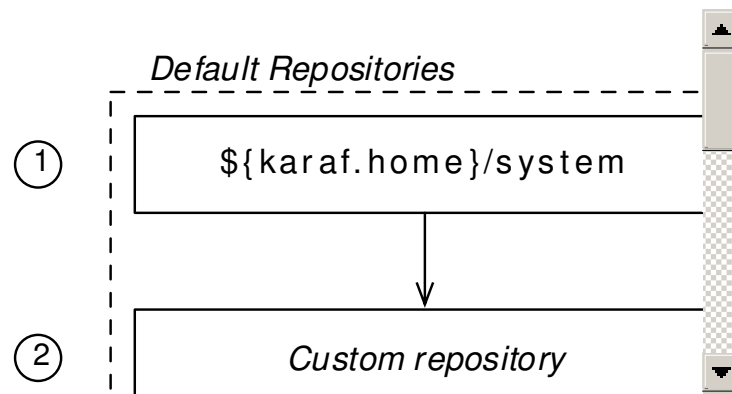 Default Repositories
1
${karaf.home}/system
2
Custom repository